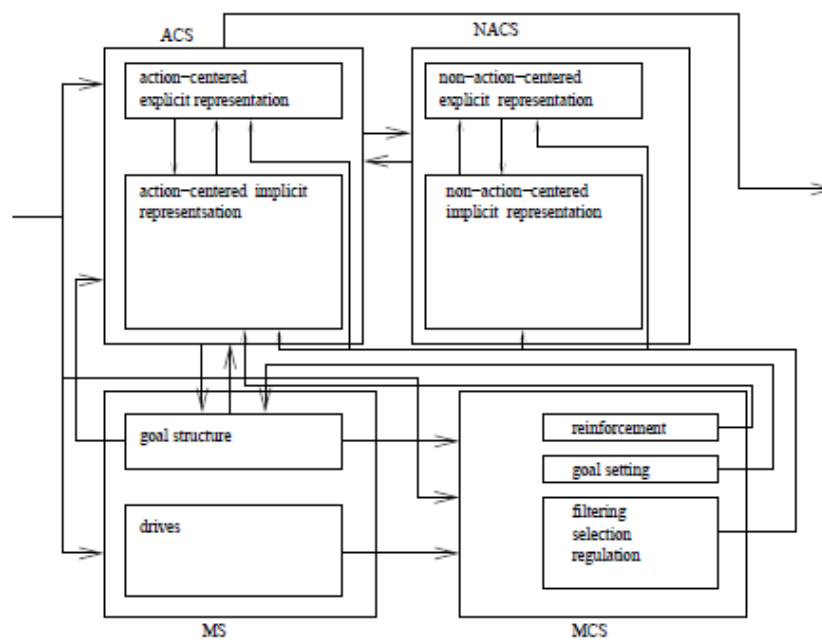 ACS
NACS
action-centered
explicit representation
non-action-centered
explicit representation
action-centered implicit
representsation
non-action-centered
implicit representation
goal structure
reinforcement
goal setting
drives
filtering
selection
regulation
MS
MCS